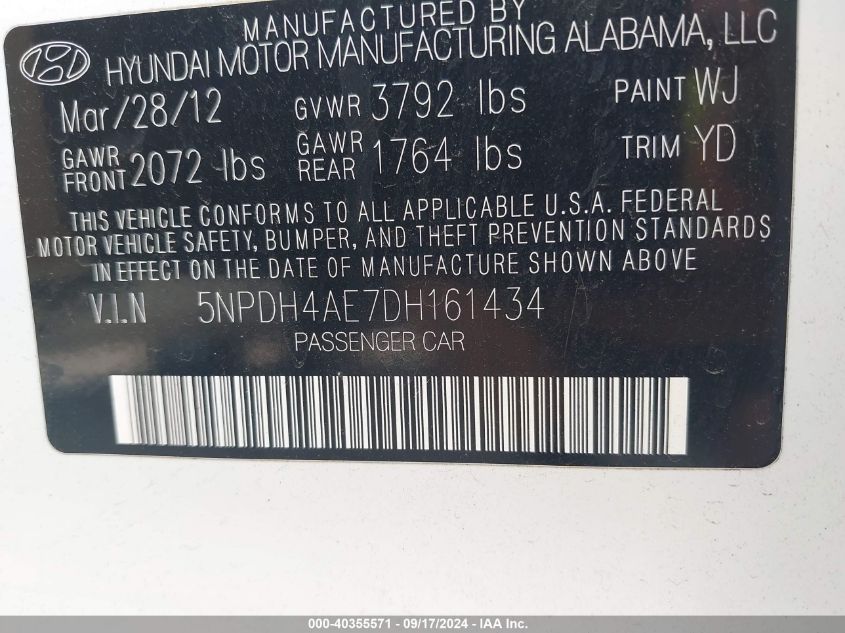 MANUFACTURED BY
HYUNDAI MOTOR MANUFACTURING ALABAMA, LLC
Mar/28/12 GVWR 3792 lbs PAINT WJ
GAWR FRONT 2072 lbs GAWR REAR 1764 lbs TRIM YD
THIS VEHICLE CONFORMS TO ALL APPLICABLE U.S.A. FEDERAL
MOTOR VEHICLE SAFETY, BUMPER, AND THEFT PREVENTION STANDARDS
IN EFFECT ON THE DATE OF MANUFACTURE SHOWN ABOVE
V.I.N 5NPDH4AE7DH161434
PASSENGER CAR
000-40355571 - 09/17/2024 - IAA Inc.